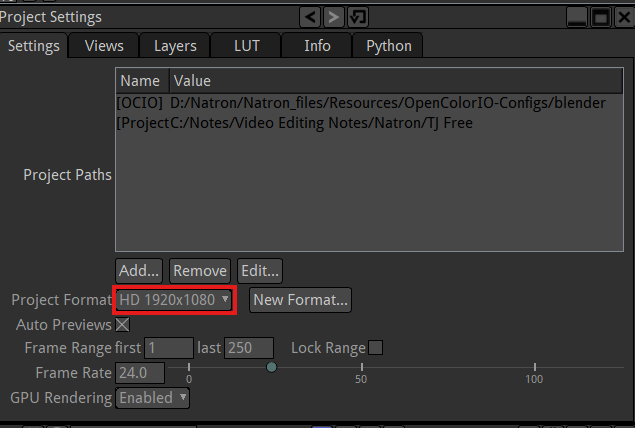 Project Settings
Settings Views Layers LUT Info Python
Name Value
[OCIO] D:/Natron/Natron_files/Resources/OpenColorIO-Configs/blender
[Project C:/Notes/Video Editing Notes/Natron/TJ Free
Project Paths
Add... Remove Edit...
Project Format HD 1920x1080 New Format...
Auto Previews
Frame Range first 1 last 250 Lock Range
Frame Rate 24.0 0 50 100
GPU Rendering Enabled